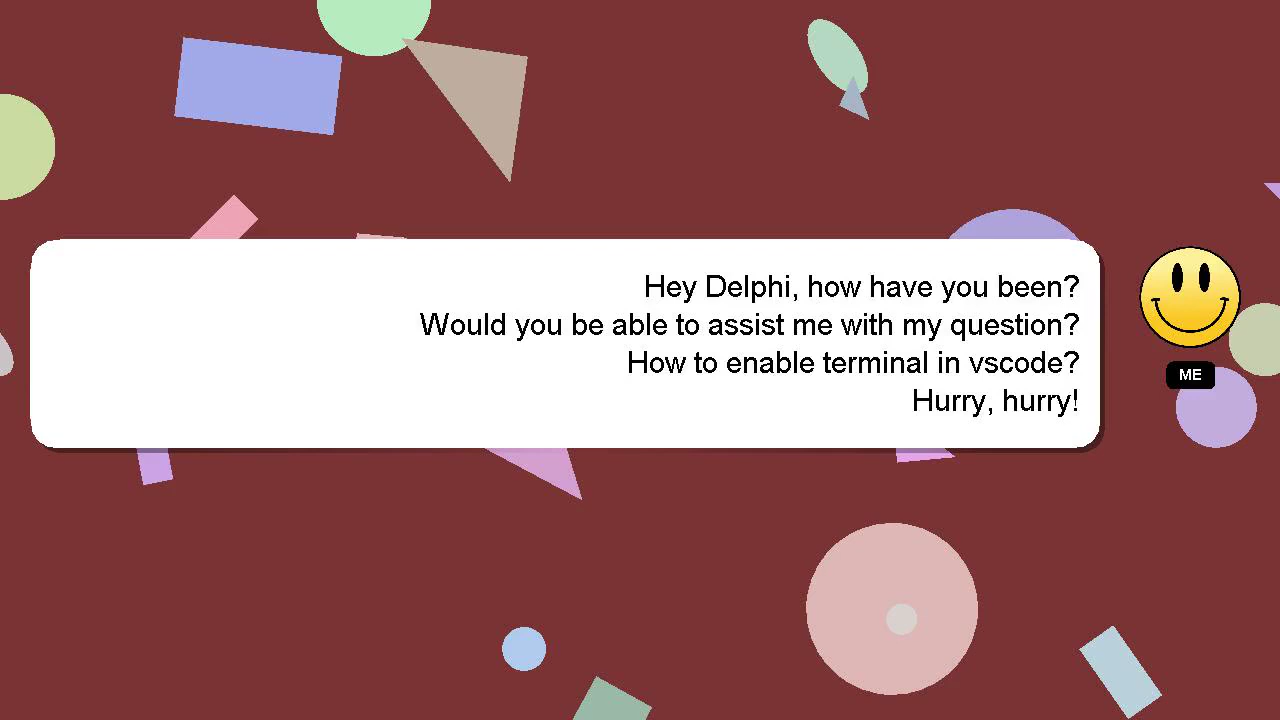 Hey Delphi, how have you been?
Would you be able to assist me with my question?
How to enable terminal in vscode?
Hurry, hurry!
ME